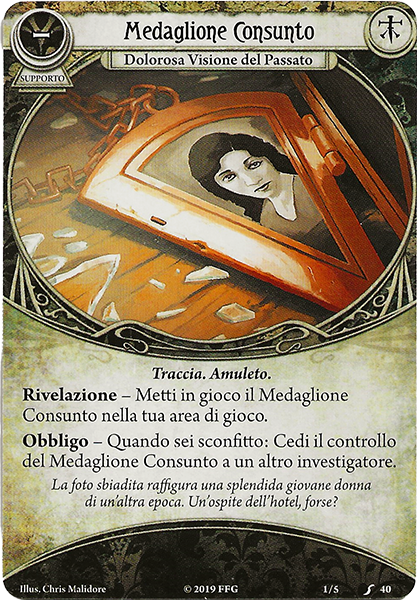 Medaglione Consunto
SUPPORTO
Dolorosa Visione del Passato
Traccia. Amuleto.
Rivelazione – Metti in gioco il Medaglione
Consunto nella tua area di gioco.
Obbligo – Quando sei sconfitto: Cedi il controllo
del Medaglione Consunto a un altro investigatore.
La foto sbiadita raffigura una splendida giovane donna
di un'altra epoca. Un'ospite dell'hotel, forse?
Illus. Chris Malidore
© 2019 FFG
1/5
40